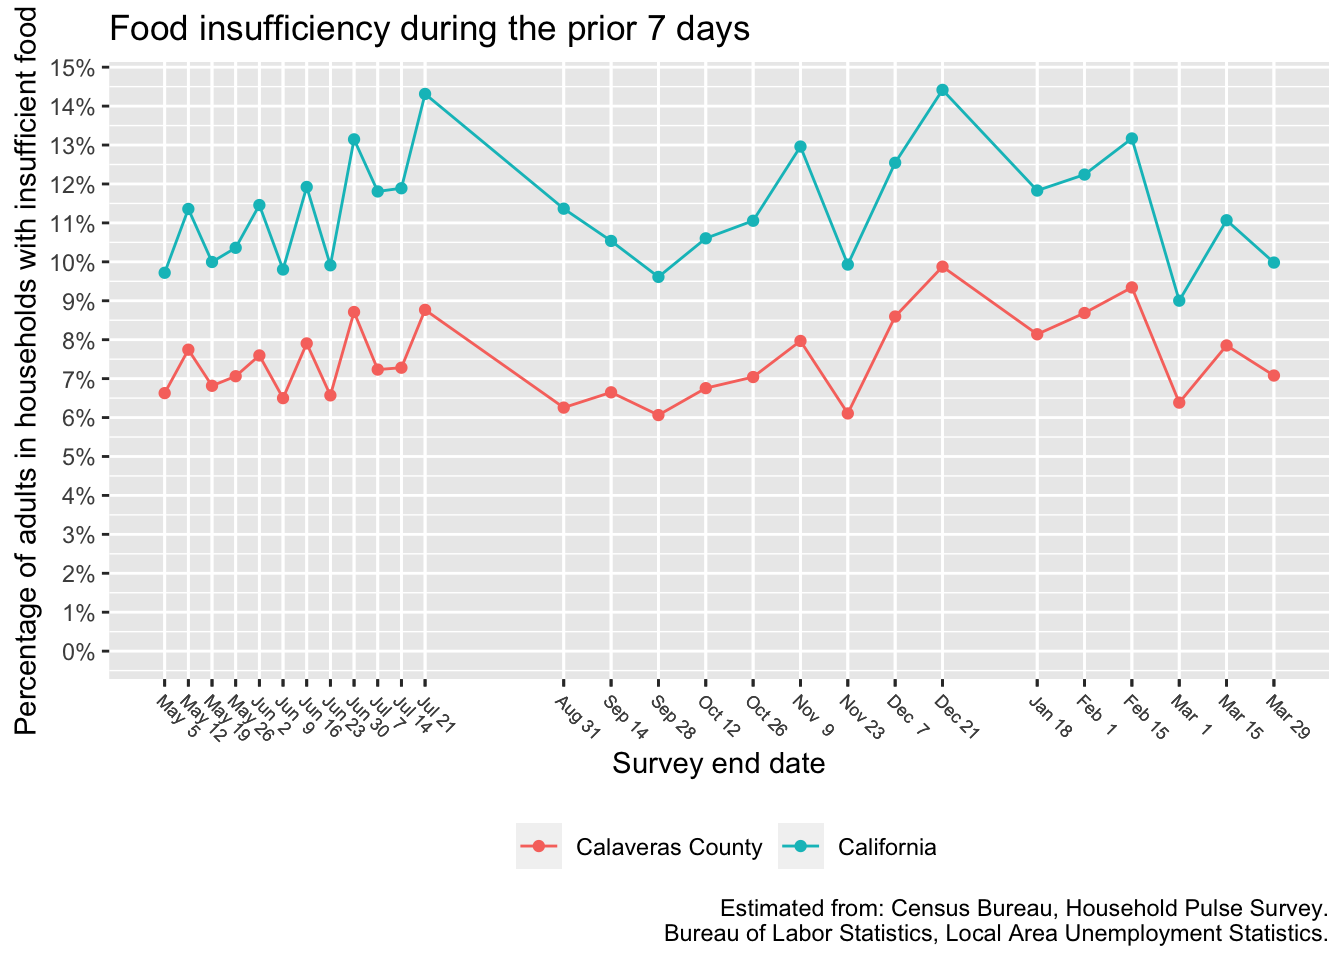 Food insufficiency during the prior 7 days
Percentage of adults in households with insufficient food
15%
14%
13%
12%
11%
10%
9%
8%
7%
6%
5%
4%
3%
2%
1%
0%
May 5
May 12
May 19
May 26
Jun 2
Jun 9
Jun 16
Jun 23
Jun 30
Jul 7
Jul 14
Jul 21
Aug 31
Sep 14
Sep 28
Oct 12
Oct 26
Nov 9
Nov 23
Dec 7
Dec 21
Jan 18
Feb 1
Feb 15
Mar 1
Mar 15
Mar 29
Survey end date
Calaveras County
California
Estimated from: Census Bureau, Household Pulse Survey.
Bureau of Labor Statistics, Local Area Unemployment Statistics.